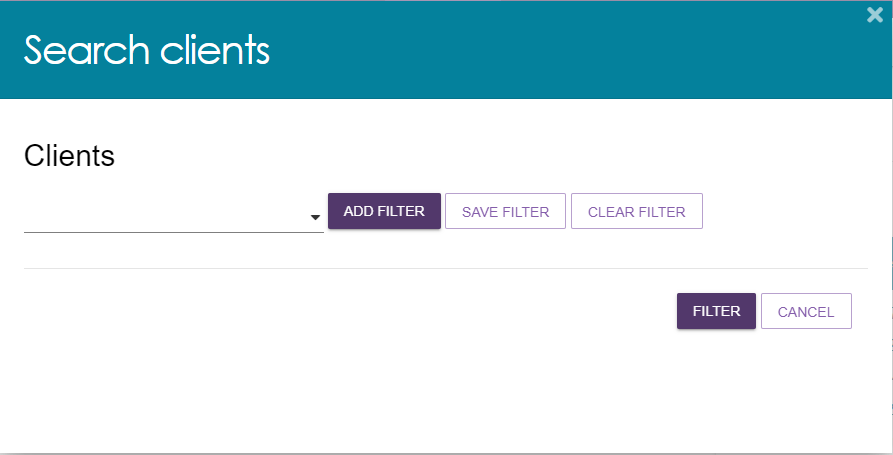 Search clients
Clients
ADD FILTER SAVE FILTER CLEAR FILTER
FILTER CANCEL